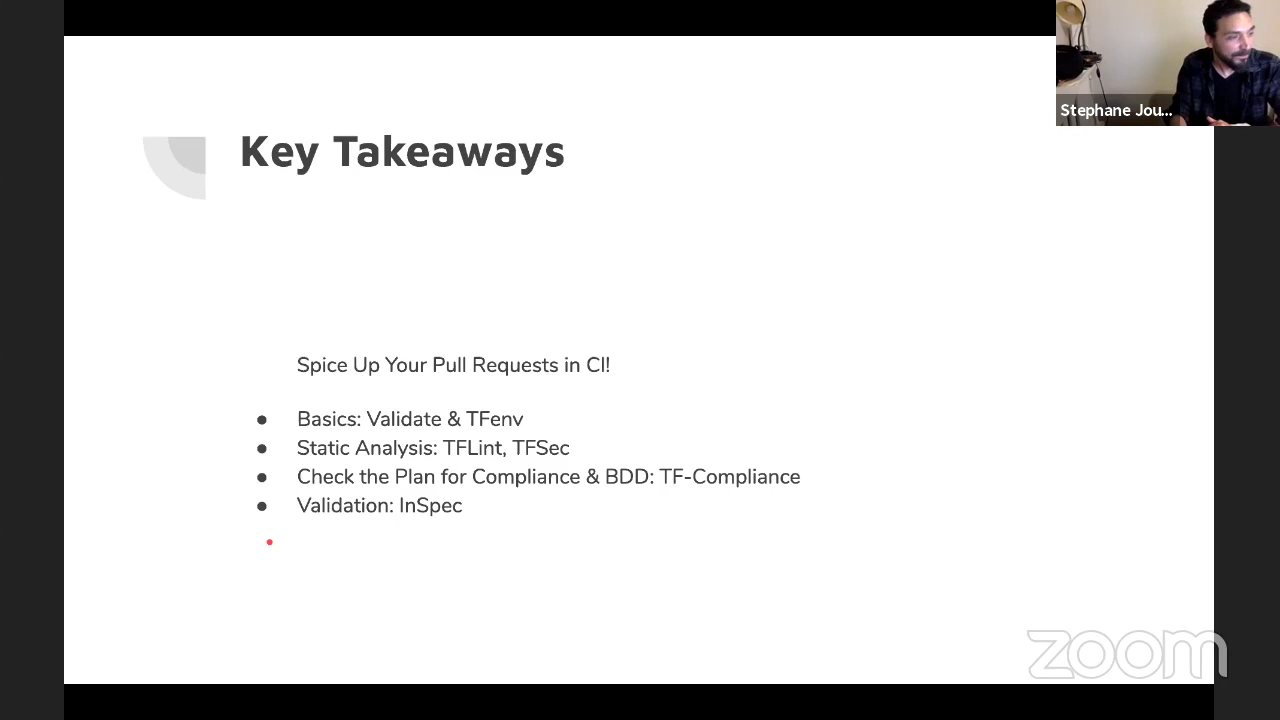 Stephane Jou...
Key Takeaways
Spice Up Your Pull Requests in CI!
● Basics: Validate & TFenv
● Static Analysis: TFLint, TFSec
● Check the Plan for Compliance & BDD: TF-Compliance
● Validation: InSpec
zoom